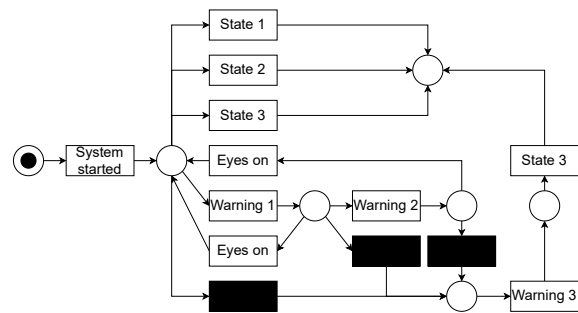 State 1
State 2
State 3
System
started
Eyes on
State 3
Warning 1
Warning 2
Eyes on
Warning 3